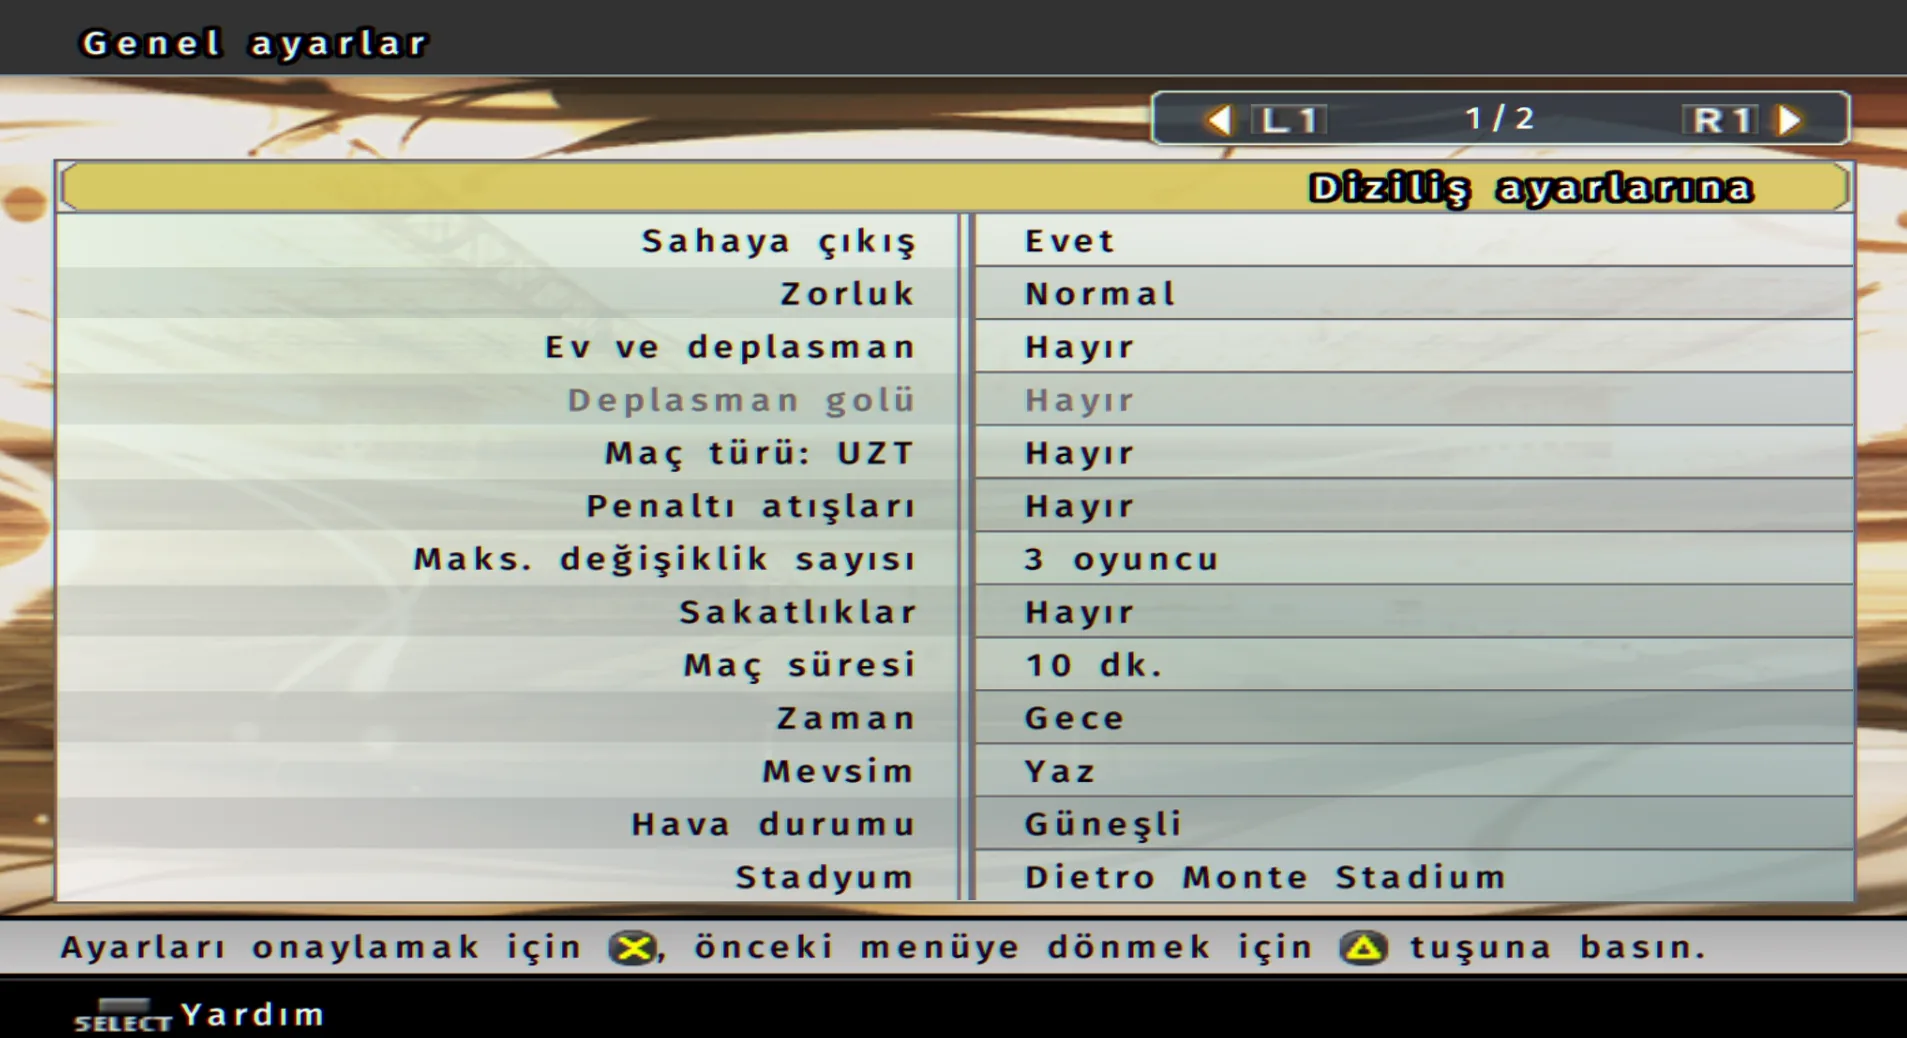 Genel ayarlar
L1 1/2 R1
Diziliş ayarlarına
Sahaya çıkış Evet
Zorluk Normal
Ev ve deplasman Hayır
Deplasman golü Hayır
Maç türü: UZT Hayır
Penaltı atışları Hayır
Maks. değişiklik sayısı 3 oyuncu
Sakatlıklar Hayır
Maç süresi 10 dk.
Zaman Gece
Mevsim Yaz
Hava durumu Güneşli
Stadyum Dietro Monte Stadium
Ayarları onaylamak için , önceki menüye dönmek için tuşuna basın.
SELECT Yardım